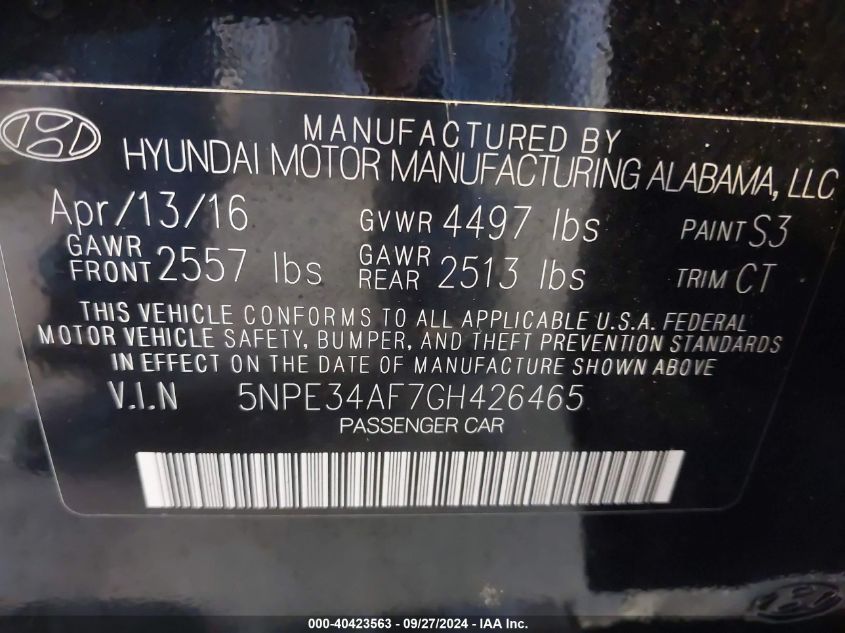 MANUFACTURED BY
HYUNDAI MOTOR MANUFACTURING ALABAMA, LLC
Apr/13/16 GVWR 4497 lbs PAINT S3
GAWR FRONT 2557 lbs GAWR REAR 2513 lbs TRIM CT
THIS VEHICLE CONFORMS TO ALL APPLICABLE U.S.A. FEDERAL
MOTOR VEHICLE SAFETY, BUMPER, AND THEFT PREVENTION STANDARDS
IN EFFECT ON THE DATE OF MANUFACTURE SHOWN ABOVE
V.I.N 5NPE34AF7GH426465
PASSENGER CAR
000-40423563 - 09/27/2024 - IAA Inc.